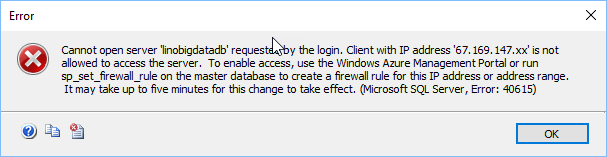 Error
Cannot open server 'linobigdatadb' requested by the login. Client with IP address '67.169.147.xx' is not
allowed to access the server. To enable access, use the Windows Azure Management Portal or run
sp_set_firewall_rule on the master database to create a firewall rule for this IP address or address range.
It may take up to five minutes for this change to take effect. (Microsoft SQL Server, Error: 40615)
OK